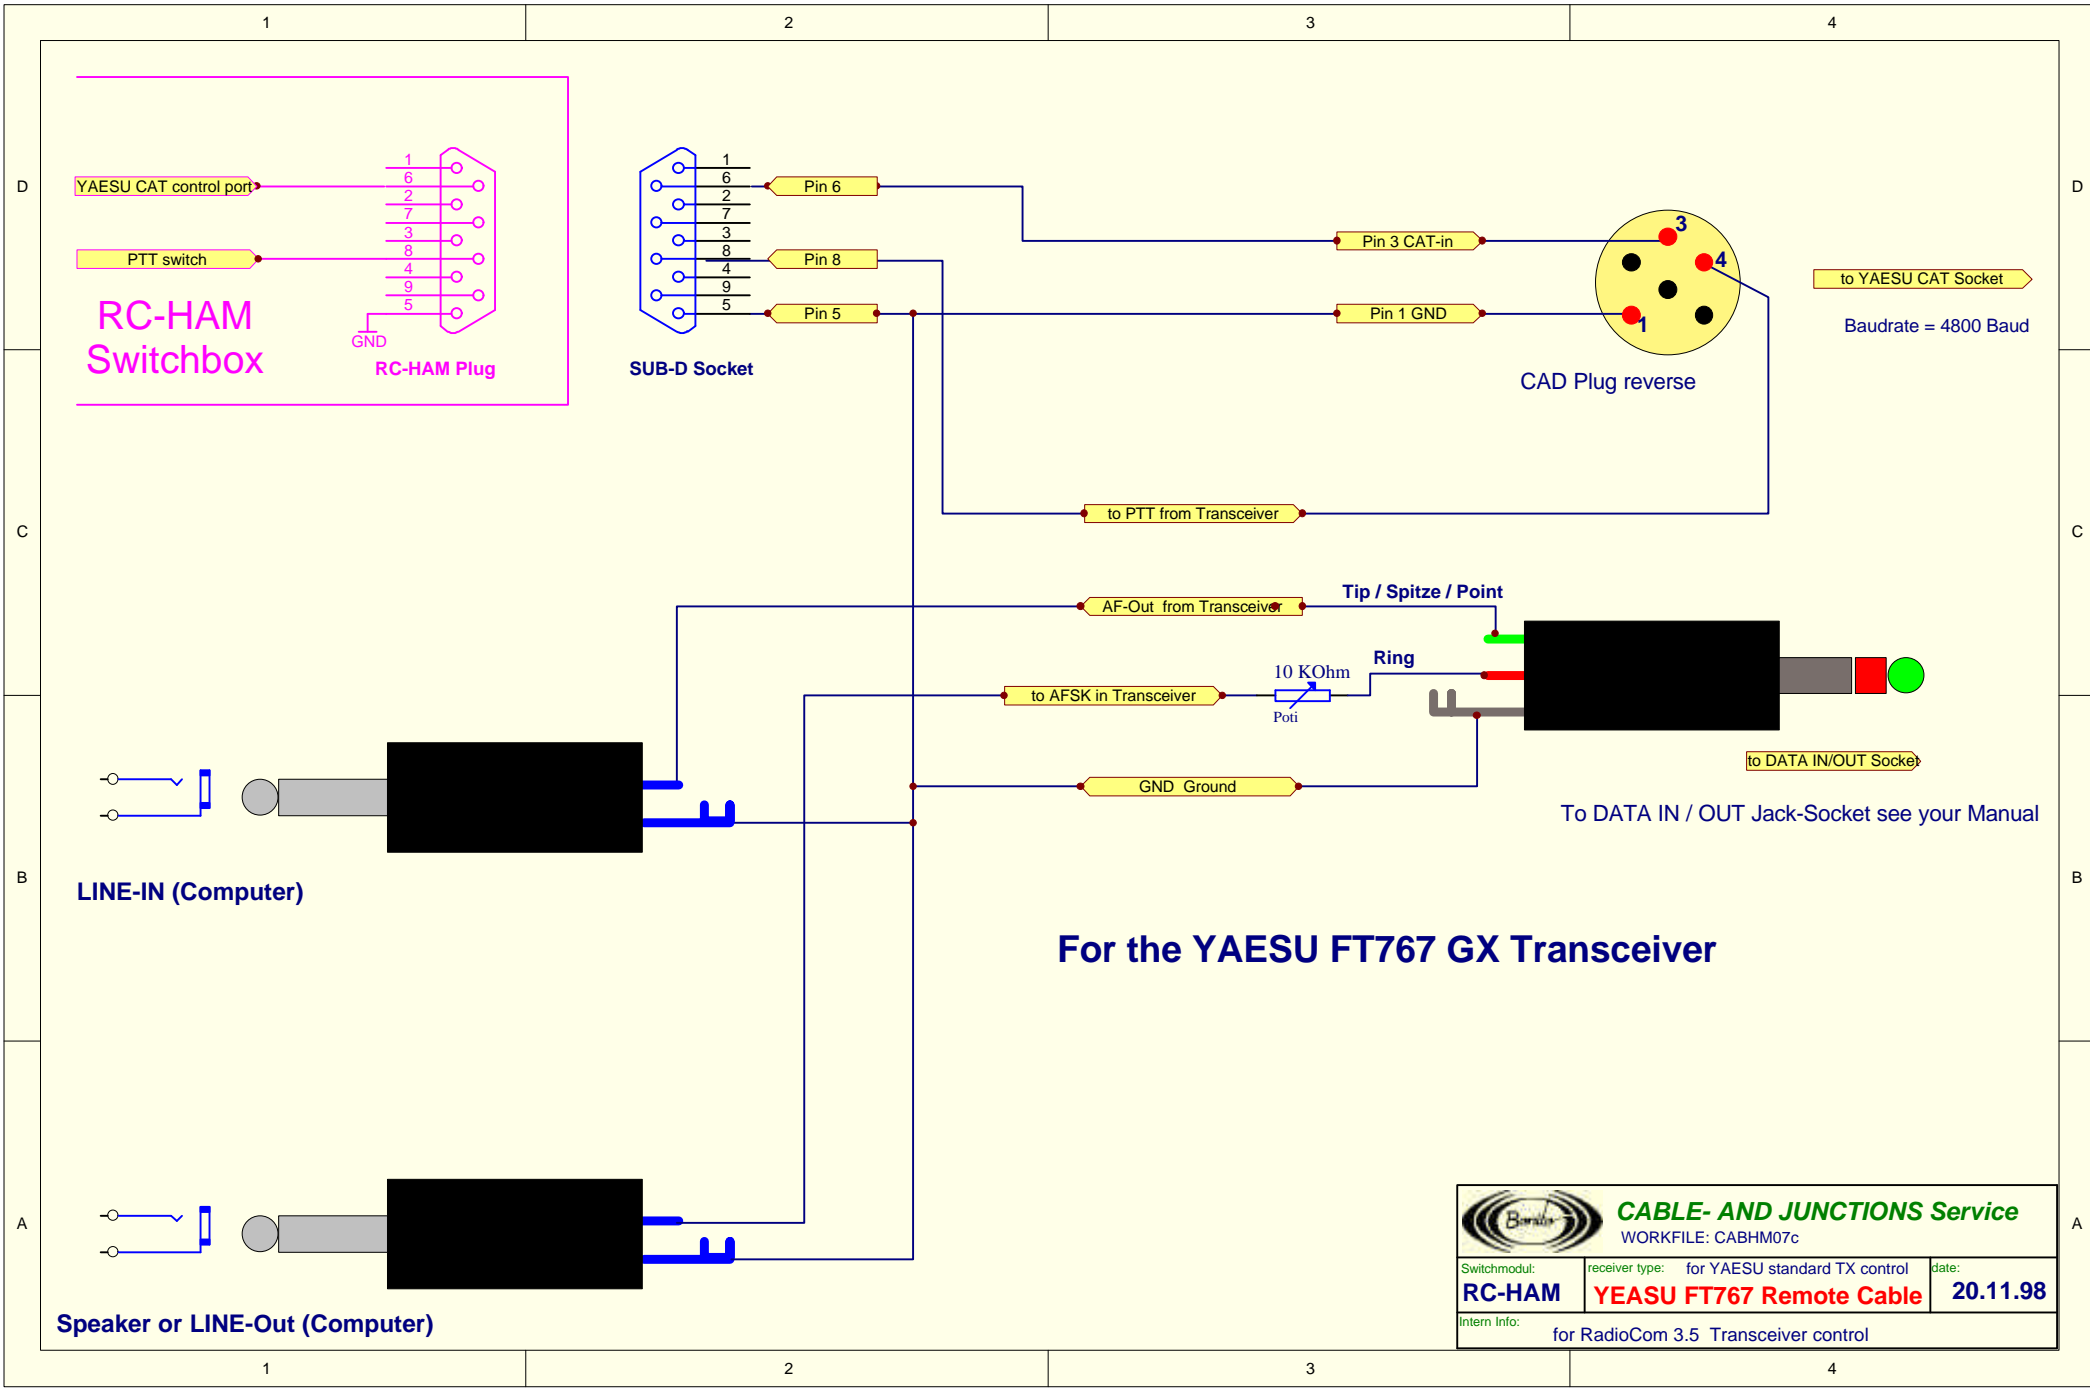 1 2 3 4
D
D
YAESU CAT control port
PTT switch
1
6
2
7
3
8
4
9
5
GND
RC-HAM
Switchbox
RC-HAM Plug
1
6
2
7
3
8
4
9
5
SUB-D Socket
Pin 6
Pin 8
Pin 5
Pin 3 CAT-in
Pin 1 GND
3
4
1
CAD Plug reverse
to YAESU CAT Socket
Baudrate = 4800 Baud
C
C
to PTT from Transceiver
AF-Out from Transceiver
Tip / Spitze / Point
to AFSK in Transceiver
10 KOhm
Poti
Ring
GND Ground
to DATA IN/OUT Socket
To DATA IN / OUT Jack-Socket see your Manual
B
B
LINE-IN (Computer)
For the YAESU FT767 GX Transceiver
A
A
Speaker or LINE-Out (Computer)
CABLE- AND JUNCTIONS Service
WORKFILE: CABHM07c
Switchmodul:
RC-HAM
receiver type: for YAESU standard TX control
YEASU FT767 Remote Cable
date:
20.11.98
Intern Info:
for RadioCom 3.5 Transceiver control
1 2 3 4